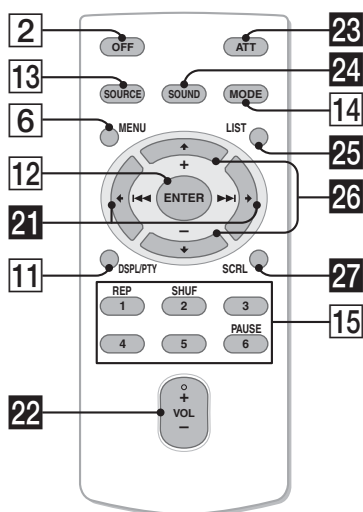 2 OFF ATT 23
13 SOURCE SOUND MODE 24
14
6 MENU LIST 25
+
12 ENTER 26
21
−
11 DSPL/PTY SCRL 27
REP SHUF
1 2 3 15
PAUSE
4 5 6
+
22 VOL
−